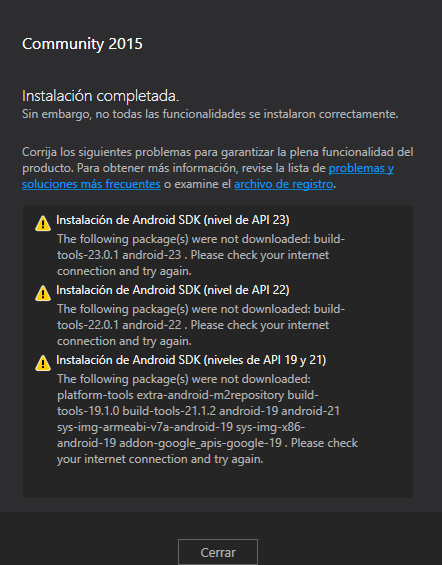 Community 2015
Instalación completada.
Sin embargo, no todas las funcionalidades se instalaron correctamente.
Corrija los siguientes problemas para garantizar la plena funcionalidad del
producto. Para obtener más información, revise la lista de problemas y
soluciones más frecuentes o examine el archivo de registro.
Instalación de Android SDK (nivel de API 23)
The following package(s) were not downloaded: build-
tools-23.0.1 android-23 . Please check your internet
connection and try again.
Instalación de Android SDK (nivel de API 22)
The following package(s) were not downloaded: build-
tools-22.0.1 android-22 . Please check your internet
connection and try again.
Instalación de Android SDK (niveles de API 19 y 21)
The following package(s) were not downloaded:
platform-tools extra-android-m2repository build-
tools-19.1.0 build-tools-21.1.2 android-19 android-21
sys-img-armeabi-v7a-android-19 sys-img-x86-
android-19 addon-google_apis-google-19 . Please check
your internet connection and try again.
Cerrar